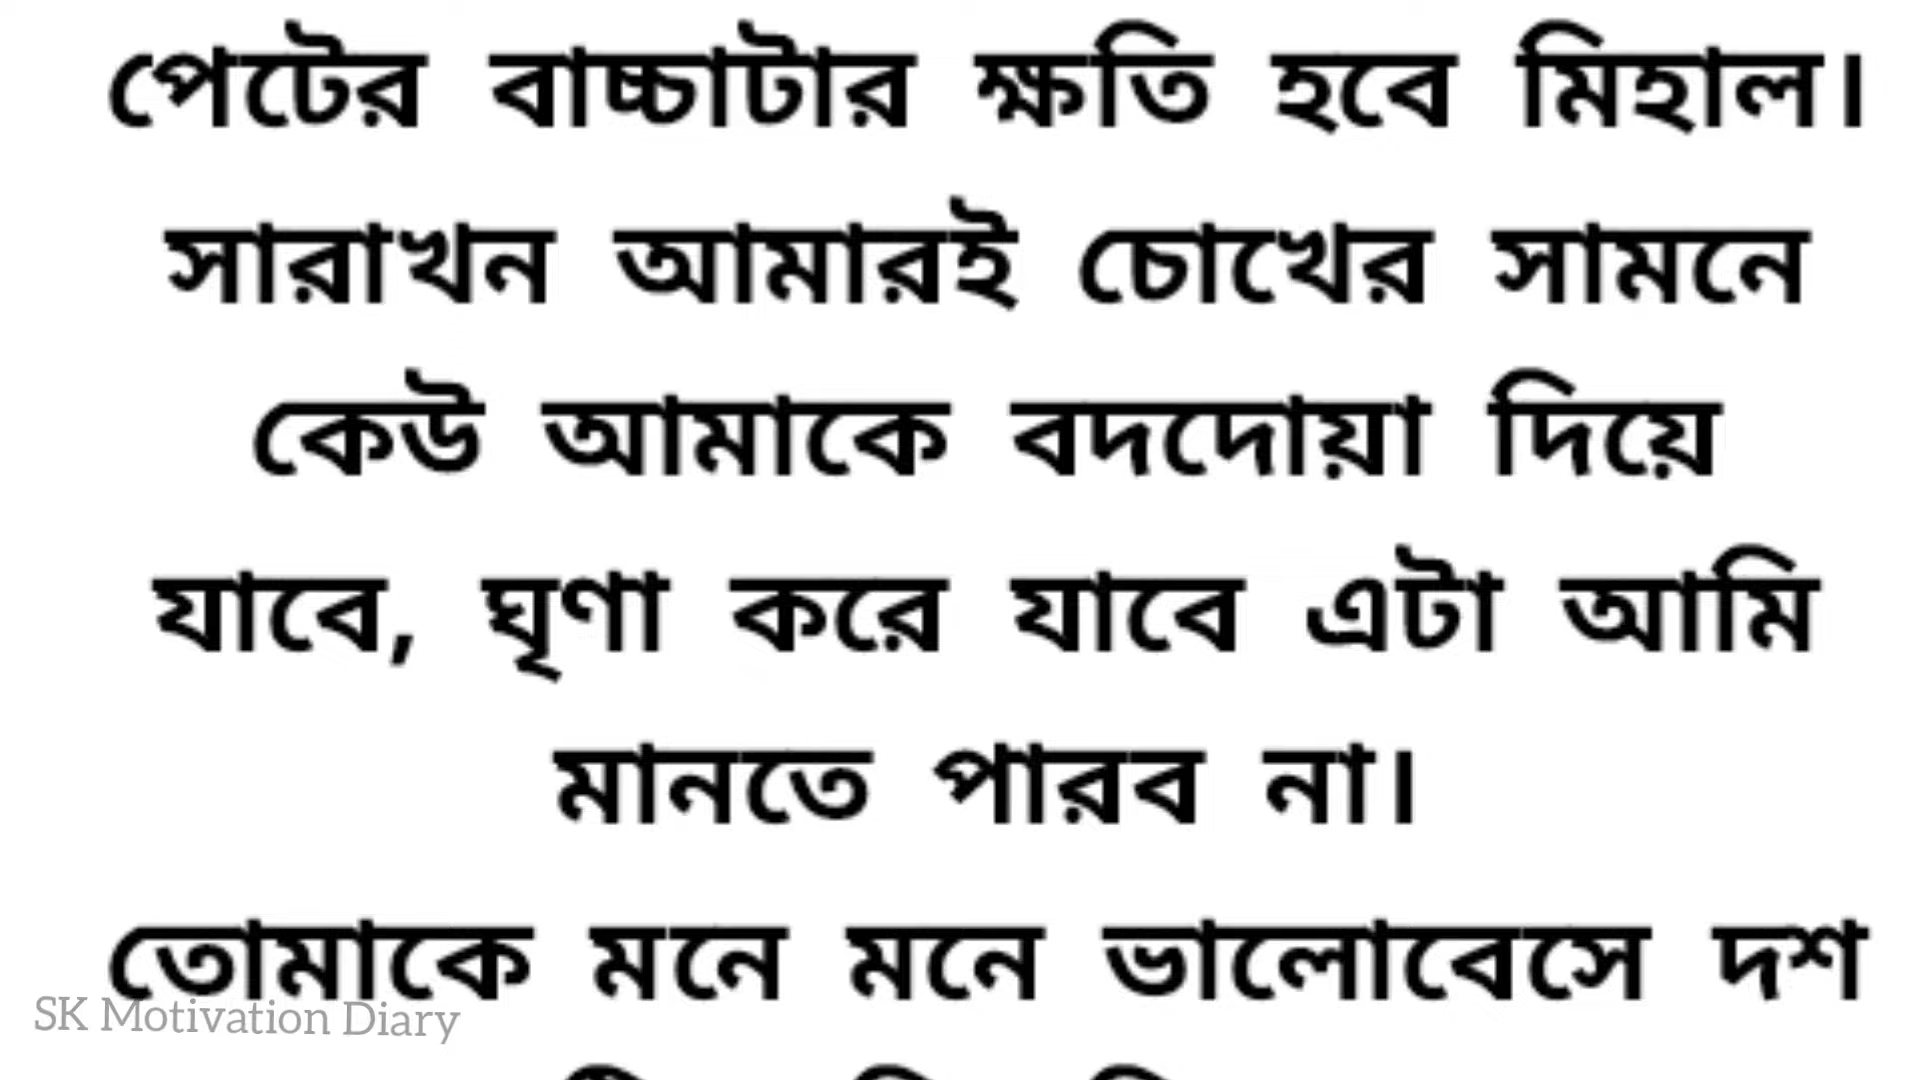 পেটের বাচ্চাটার ক্ষতি হবে মিহাল।
সারাখন আমারই চোখের সামনে
কেউ আমাকে বদদোয়া দিয়ে
যাবে, ঘৃণা করে যাবে এটা আমি
মানতে পারব না।
তোমাকে মনে মনে ভালোবেসে দশ
SK Motivation Diary